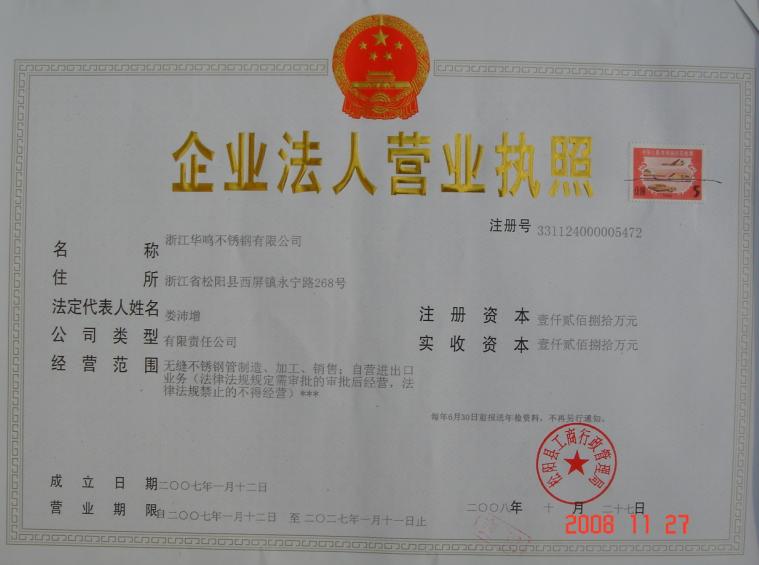 企业法人营业执照
5
注册号 331124000005472
名称 浙江华鸣不锈钢有限公司
住所 浙江省松阳县西屏镇永宁路268号
法定代表人姓名 娄沛增
注册资本 壹仟贰佰捌拾万元
公司类型 有限责任公司
实收资本 壹仟贰佰捌拾万元
经营范围 无缝不锈钢管制造、加工、销售；自营进出口
业务（法律法规规定需审批的审批后经营，法
律法规禁止的不得经营）***
每年6月30日前报送年检资料，不再另行通知。
松阳县工商行政管理局
成立日期 二〇〇七年一月十二日
营业期限 自二〇〇七年一月十二日 至二〇二七年一月十一日止
二〇〇八年 十 月 二十七日
2008 11 27